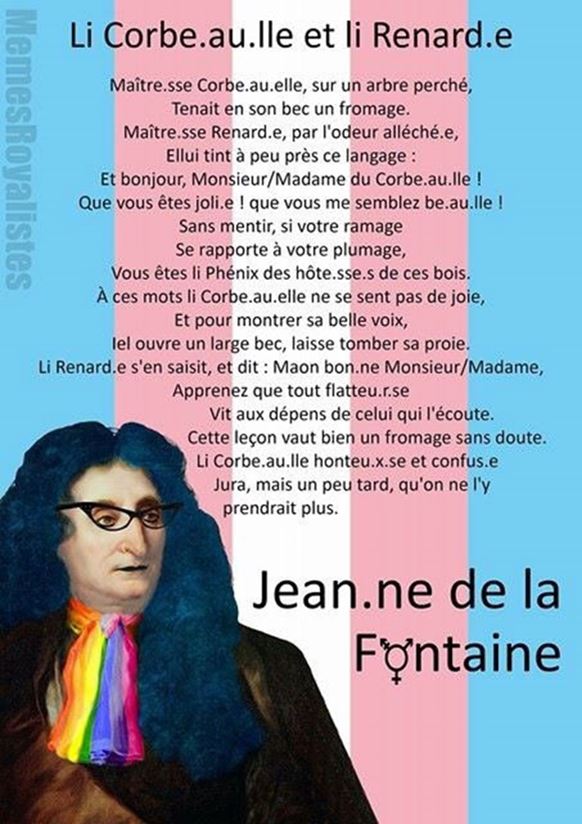 MemesRoyalistes
Li Corbe.au.lle et li Renard.e
Maître.sse Corbe.au.elle, sur un arbre perché,
Tenait en son bec un fromage.
Maître.sse Renard.e, par l'odeur alléché.e,
Ellui tint à peu près ce langage :
Et bonjour, Monsieur/Madame du Corbe.au.lle !
Que vous êtes joli.e ! que vous me semblez be.au.lle !
Sans mentir, si votre ramage
Se rapporte à votre plumage,
Vous êtes li Phénix des hôte.sse.s de ces bois.
À ces mots li Corbe.au.elle ne se sent pas de joie,
Et pour montrer sa belle voix,
Iel ouvre un large bec, laisse tomber sa proie.
Li Renard.e s'en saisit, et dit : Maon bon.ne Monsieur/Madame,
Apprenez que tout flatteu.r.se
Vit aux dépens de celui qui l'écoute.
Cette leçon vaut bien un fromage sans doute.
Li Corbe.au.lle honteu.x.se et confus.e
Jura, mais un peu tard, qu'on ne l'y
prendrait plus.
Jean.ne de la
F⚧ntaine